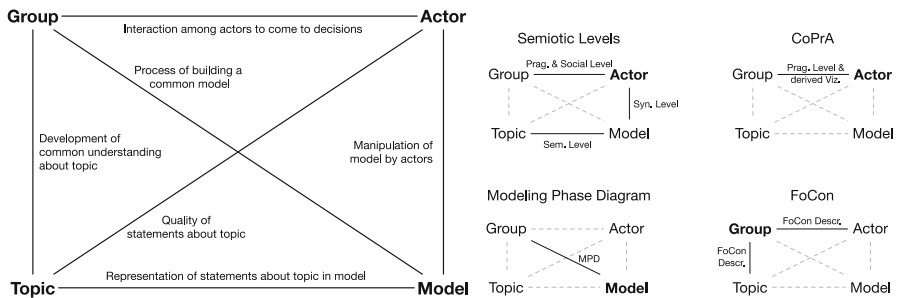 Group
Actor
Interaction among actors to come to decisions
Process of building a
common model
Development of
common understanding
about topic
Manipulation of
model by actors
Quality of
statements about topic
Representation of statements about topic in model
Topic
Model
Semiotic Levels
Group
Prag. & Social Level
Actor
Syn. Level
Topic
Model
Sem. Level
CoPrA
Group
Prag. Level &
derived Viz.
Actor
Topic
Model
Modeling Phase Diagram
Group
Actor
MPD
Topic
Model
FoCon
Group
FoCon Descr.
Actor
FoCon
Descr.
Topic
Model